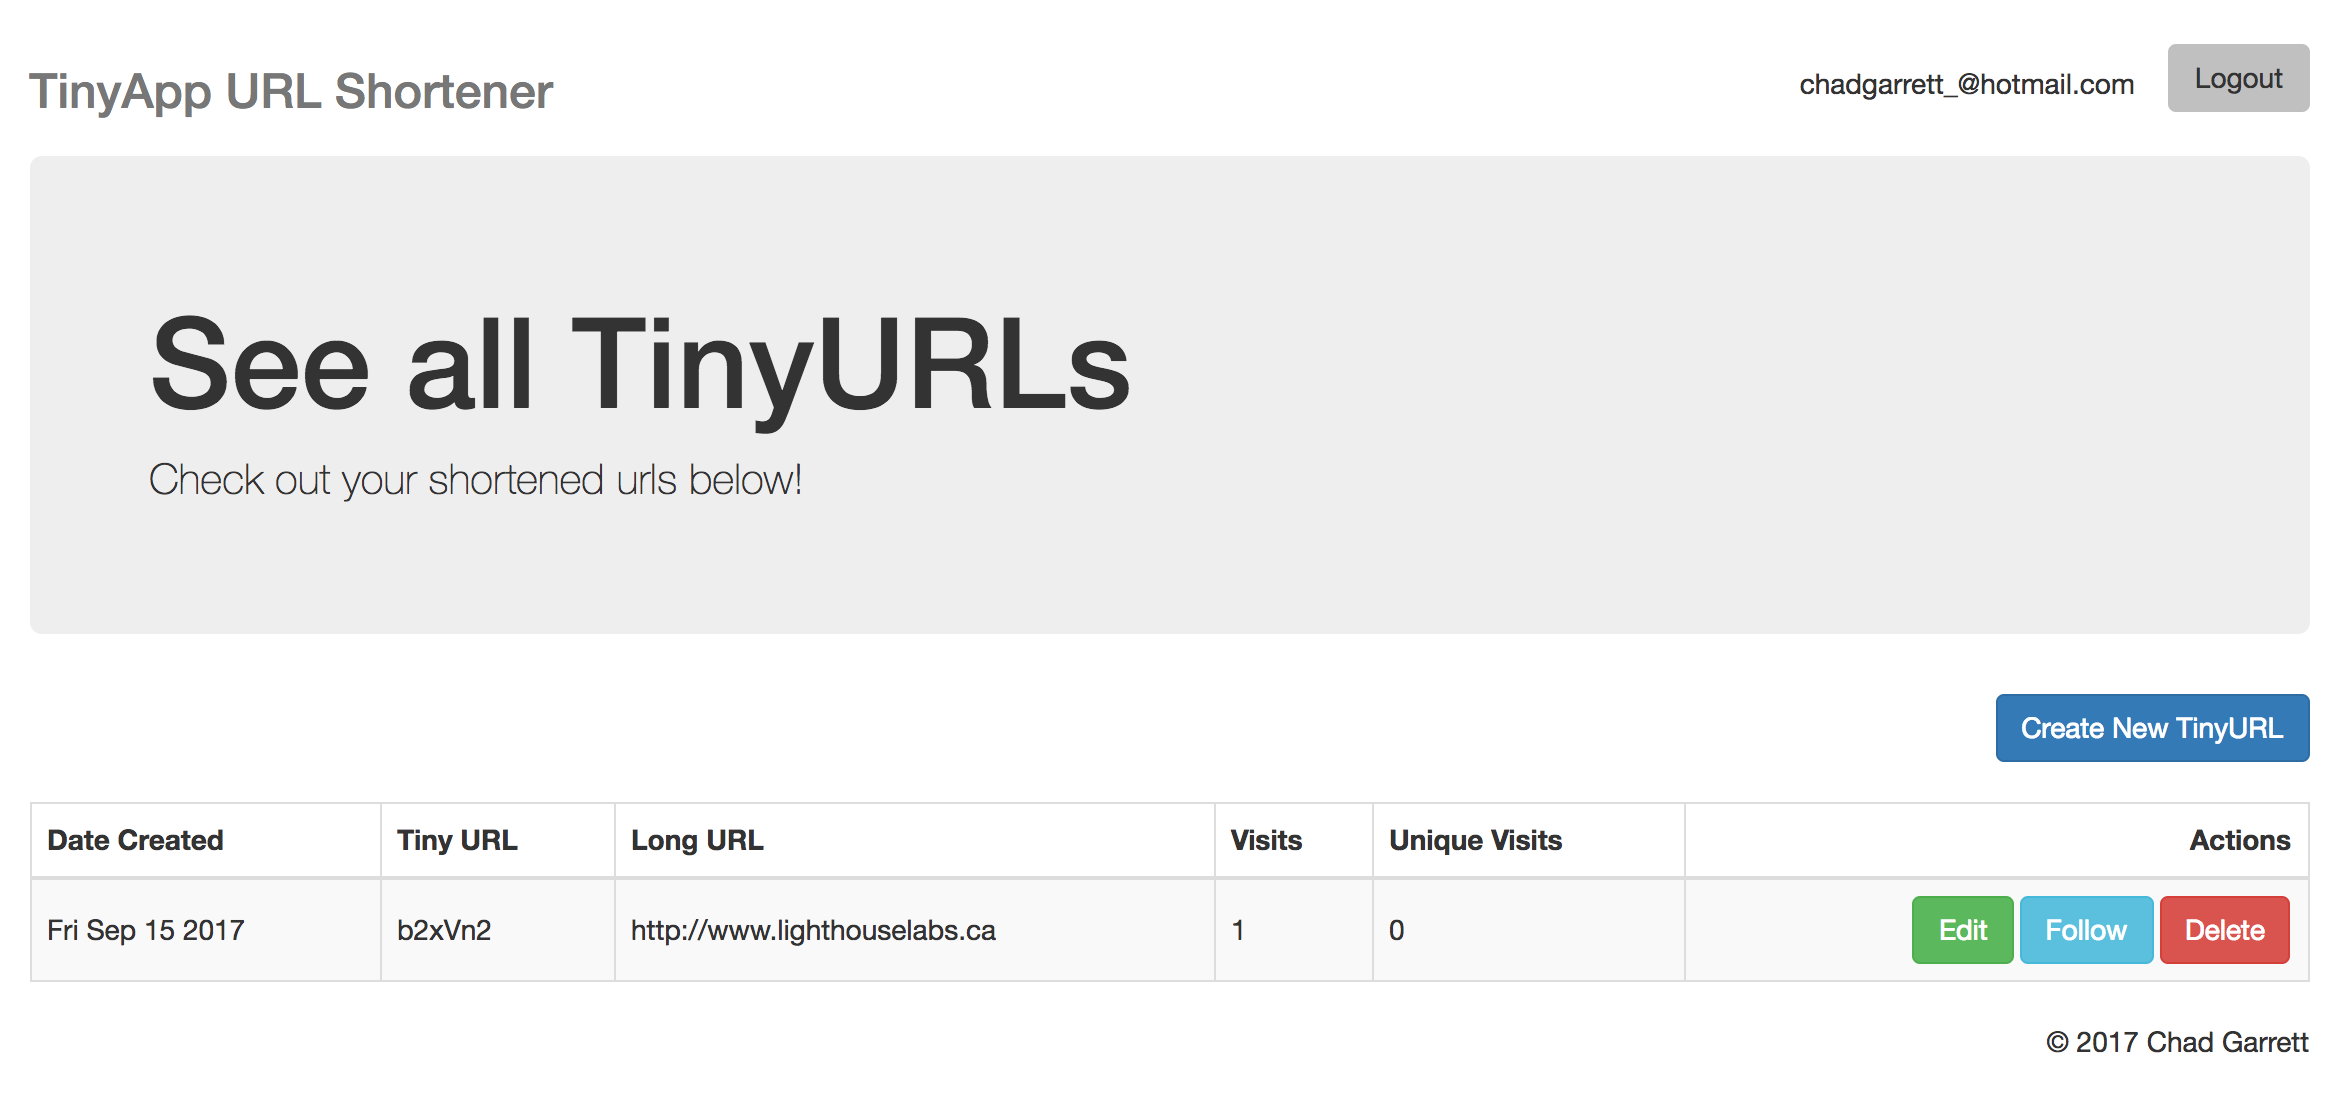 TinyApp URL Shortener
chadgarrett_@hotmail.com
Logout
See all TinyURLs
Check out your shortened urls below!
Create New TinyURL
Date Created Tiny URL Long URL Visits Unique Visits Actions
Fri Sep 15 2017 b2xVn2 http://www.lighthouselabs.ca 1 0 Edit Follow Delete
© 2017 Chad Garrett